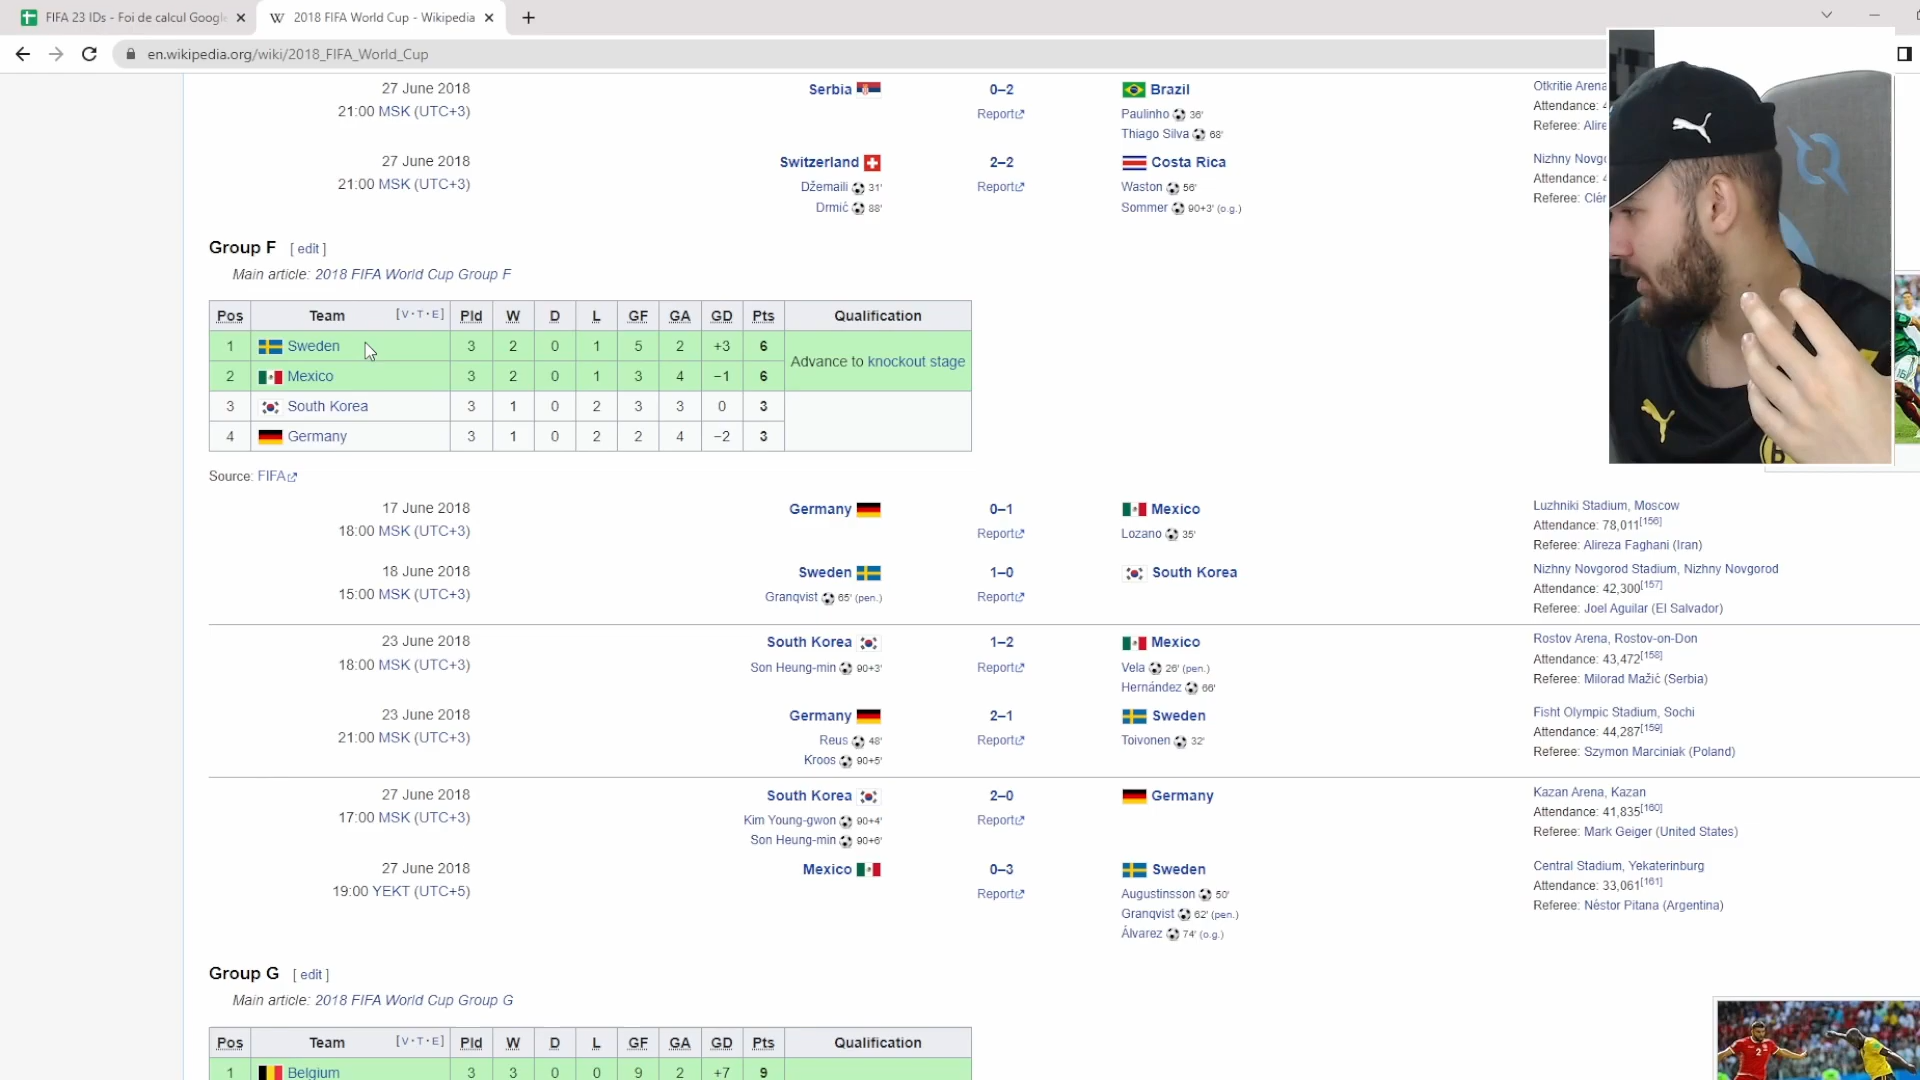 FIFA 23 IDs - Foi de calcul Google
2018 FIFA World Cup - Wikipedia
en.wikipedia.org/wiki/2018_FIFA_World_Cup
27 June 2018 Serbia 0–2 Brazil Otkritie Arena
21:00 MSK (UTC+3) Report Paulinho 36' Attendance:
Thiago Silva 68' Referee:
27 June 2018 Switzerland 2–2 Costa Rica
21:00 MSK (UTC+3) Džemaili 31' Report Waston 56' Attendance:
Drmić 88' Sommer 90+3' (o.g.) Referee:
Group F [ edit ]
Main article: 2018 FIFA World Cup Group F
Pos Team [V·T·E] Pld W D L GF GA GD Pts Qualification
1 Sweden 3 2 0 1 5 2 +3 6 Advance to knockout stage
2 Mexico 3 2 0 1 3 4 −1 6
3 South Korea 3 1 0 2 3 3 0 3
4 Germany 3 1 0 2 2 4 −2 3
Source: FIFA
17 June 2018 Germany 0–1 Mexico Luzhniki Stadium, Moscow
18:00 MSK (UTC+3) Report Lozano 35' Attendance: 78,011[156]
Referee: Alireza Faghani (Iran)
18 June 2018 Sweden 1–0 South Korea Nizhny Novgorod Stadium, Nizhny Novgorod
15:00 MSK (UTC+3) Granqvist 65' (pen.) Report Attendance: 42,300[157]
Referee: Joel Aguilar (El Salvador)
23 June 2018 South Korea 1–2 Mexico Rostov Arena, Rostov-on-Don
18:00 MSK (UTC+3) Son Heung-min 90+3' Report Vela 26' (pen.) Attendance: 43,472[158]
Hernández 66' Referee: Milorad Mažić (Serbia)
23 June 2018 Germany 2–1 Sweden Fisht Olympic Stadium, Sochi
21:00 MSK (UTC+3) Reus 48' Report Toivonen 32' Attendance: 44,287[159]
Kroos 90+5' Referee: Szymon Marciniak (Poland)
27 June 2018 South Korea 2–0 Germany Kazan Arena, Kazan
17:00 MSK (UTC+3) Kim Young-gwon 90+4' Report Attendance: 41,835[160]
Son Heung-min 90+6' Referee: Mark Geiger (United States)
27 June 2018 Mexico 0–3 Sweden Central Stadium, Yekaterinburg
19:00 YEKT (UTC+5) Report Augustinsson 50' Attendance: 33,061[161]
Granqvist 62' (pen.) Referee: Néstor Pitana (Argentina)
Álvarez 74' (o.g.)
Group G [ edit ]
Main article: 2018 FIFA World Cup Group G
Pos Team [V·T·E] Pld W D L GF GA GD Pts Qualification
1 Belgium 3 3 0 0 9 2 +7 9